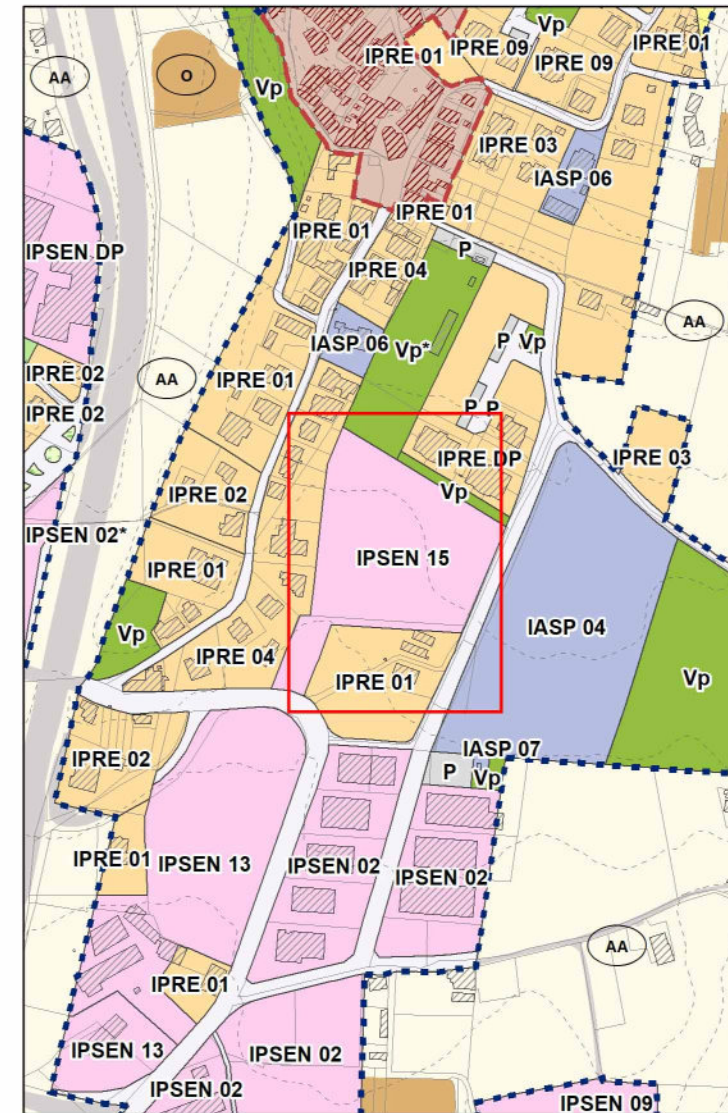 Vp
IPRE 01
IPRE 09
IPRE 01
AA
O
Vp
IPRE 09
IPRE 03
IASP 06
IPRE 01
IPRE 01
P
IPSEN DP
IPRE 04
AA
IASP 06
Vp*
P
Vp
IPRE 02
AA
IPRE 01
IPRE 02
P
P
IPRE DP
IPRE 03
IPRE 02
Vp
IPSEN 02*
IPSEN 15
IPRE 01
IASP 04
Vp
IPRE 04
IPRE 01
Vp
IPRE 02
IASP 07
P
Vp
IPRE 01
IPSEN 13
IPSEN 02
IPSEN 02
AA
IPRE 01
IPSEN 13
IPSEN 02
IPSEN 02
IPSEN 09